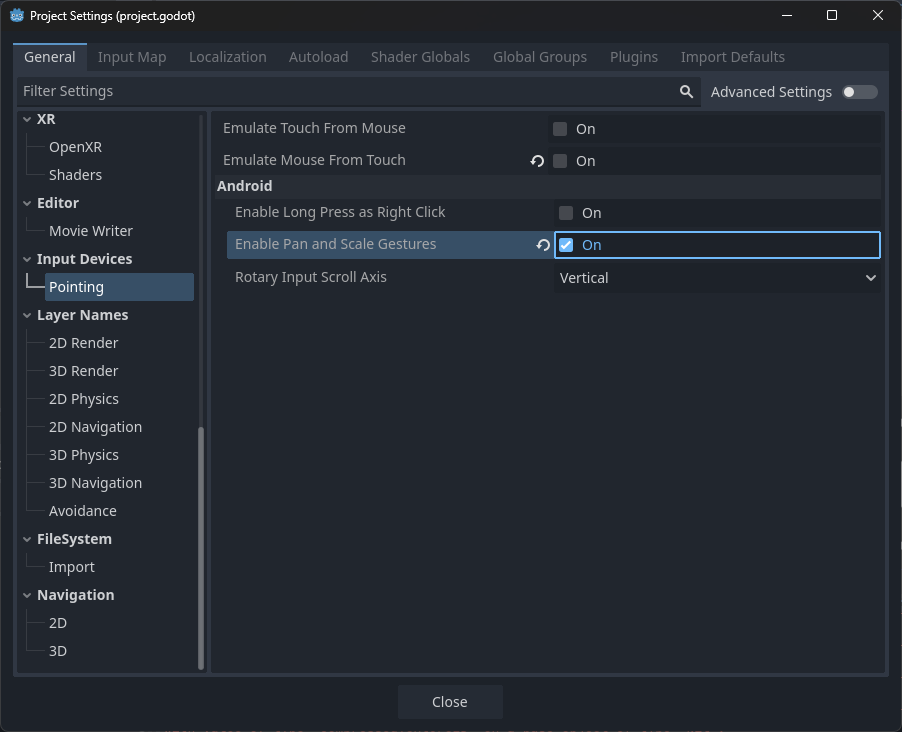 Project Settings (project.godot)
General Input Map Localization Autoload Shader Globals Global Groups Plugins Import Defaults
Filter Settings
Advanced Settings
XR
OpenXR
Shaders
Editor
Movie Writer
Input Devices
Pointing
Layer Names
2D Render
3D Render
2D Physics
2D Navigation
3D Physics
3D Navigation
Avoidance
FileSystem
Import
Navigation
2D
3D
Emulate Touch From Mouse On
Emulate Mouse From Touch On
Android
Enable Long Press as Right Click On
Enable Pan and Scale Gestures On
Rotary Input Scroll Axis Vertical
Close